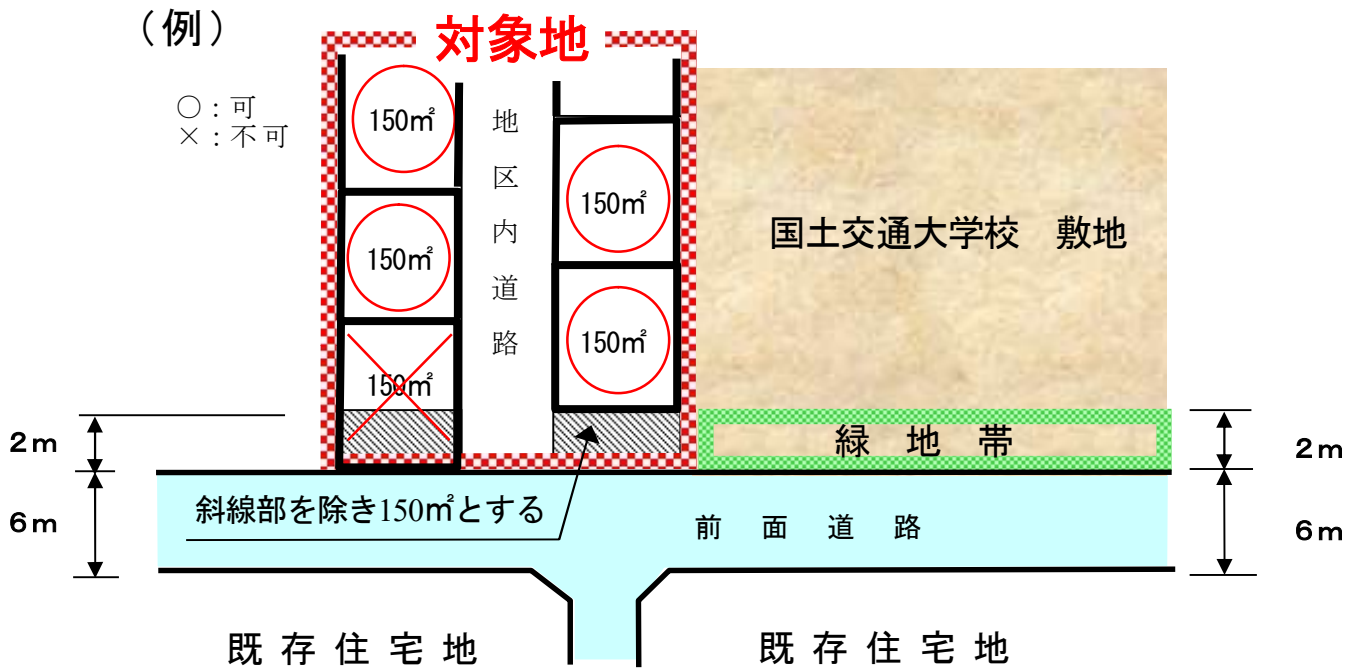 （例）
対象地
○：可
×：不可
150㎡
150㎡
150㎡
地区内道路
150㎡
150㎡
国土交通大学校　敷地
緑地帯
2ｍ
6ｍ
2ｍ
6ｍ
斜線部を除き150㎡とする
前面道路
既存住宅地
既存住宅地